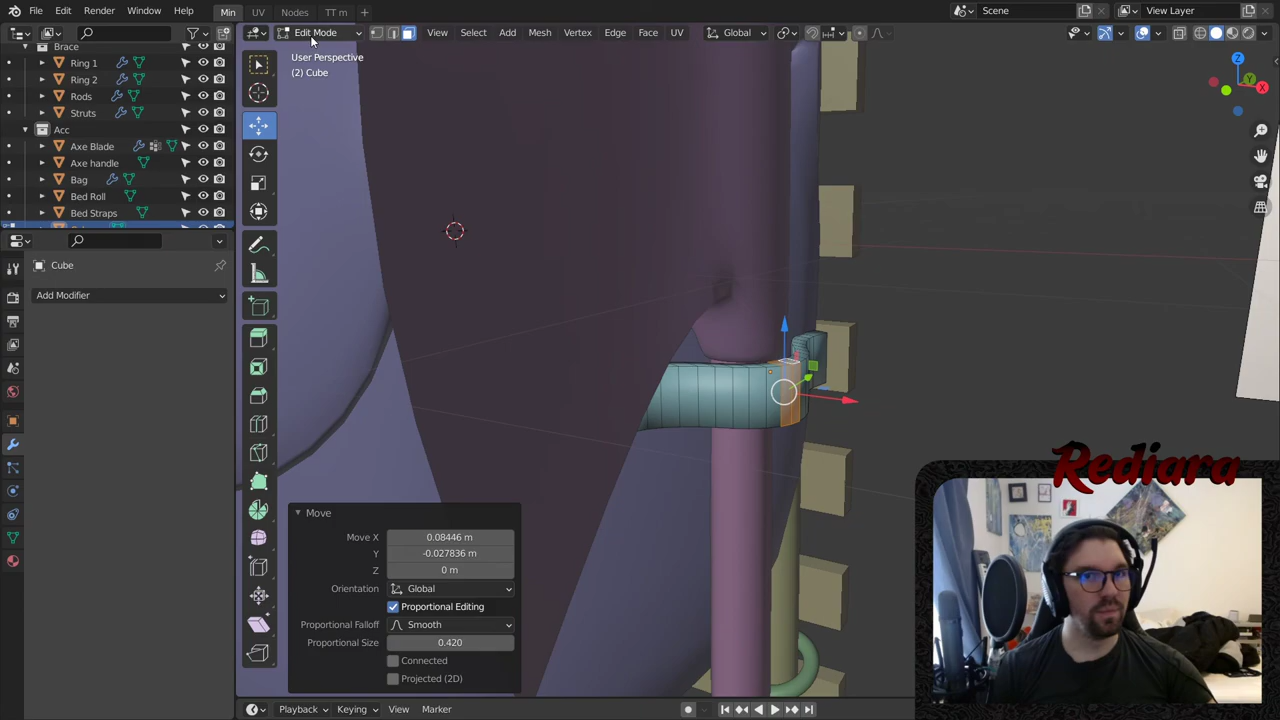 File Edit Render Window Help Min UV Nodes TT m + Scene View Layer
Edit Mode View Select Add Mesh Vertex Edge Face UV Global
Brace
Ring 1
Ring 2
Rods
Struts
Acc
Axe Blade
Axe handle
Bag
Bed Roll
Bed Straps
Cube
Add Modifier
User Perspective
(2) Cube
Z
Y
X
Move
Move X 0.08446 m
Y -0.027836 m
Z 0 m
Orientation Global
Proportional Editing
Proportional Falloff Smooth
Proportional Size 0.420
Connected
Projected (2D)
Rediara
Playback Keying View Marker